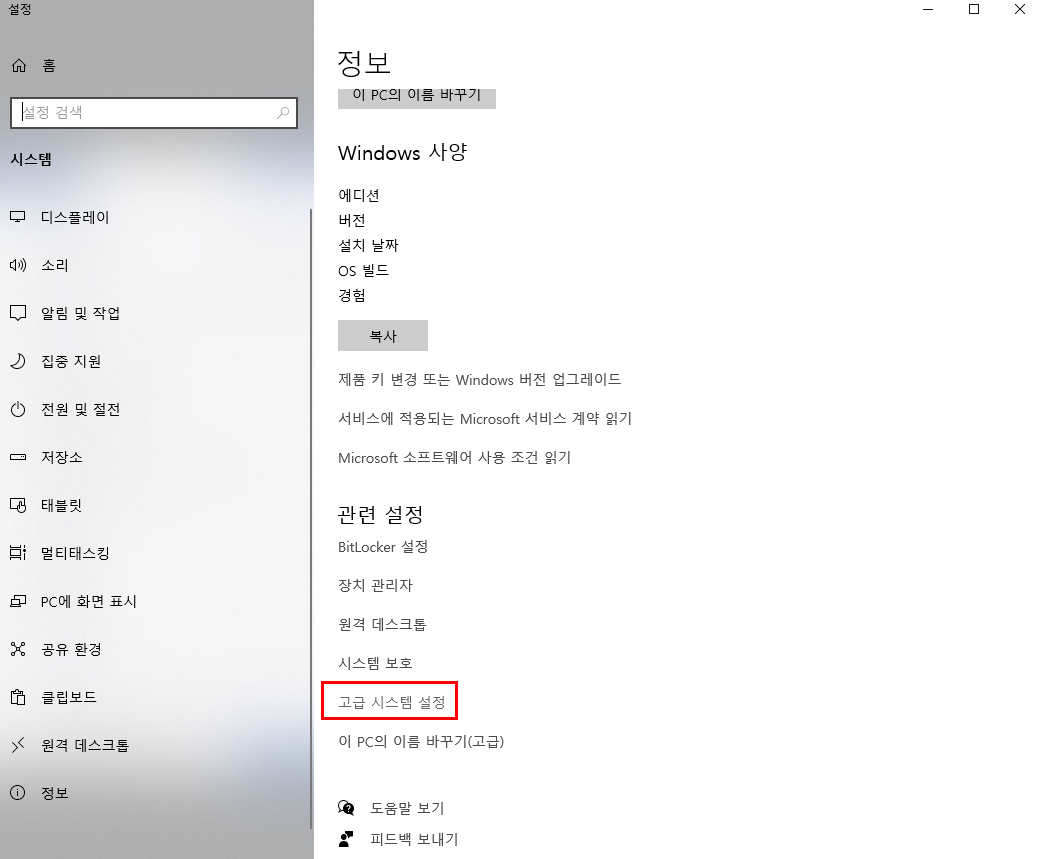 설정
홈
설정 검색
시스템
디스플레이
소리
알림 및 작업
집중 지원
전원 및 절전
저장소
태블릿
멀티태스킹
PC에 화면 표시
공유 환경
클립보드
원격 데스크톱
정보
정보
이 PC의 이름 바꾸기
Windows 사양
에디션
버전
설치 날짜
OS 빌드
경험
복사
제품 키 변경 또는 Windows 버전 업그레이드
서비스에 적용되는 Microsoft 서비스 계약 읽기
Microsoft 소프트웨어 사용 조건 읽기
관련 설정
BitLocker 설정
장치 관리자
원격 데스크톱
시스템 보호
고급 시스템 설정
이 PC의 이름 바꾸기(고급)
도움말 보기
피드백 보내기